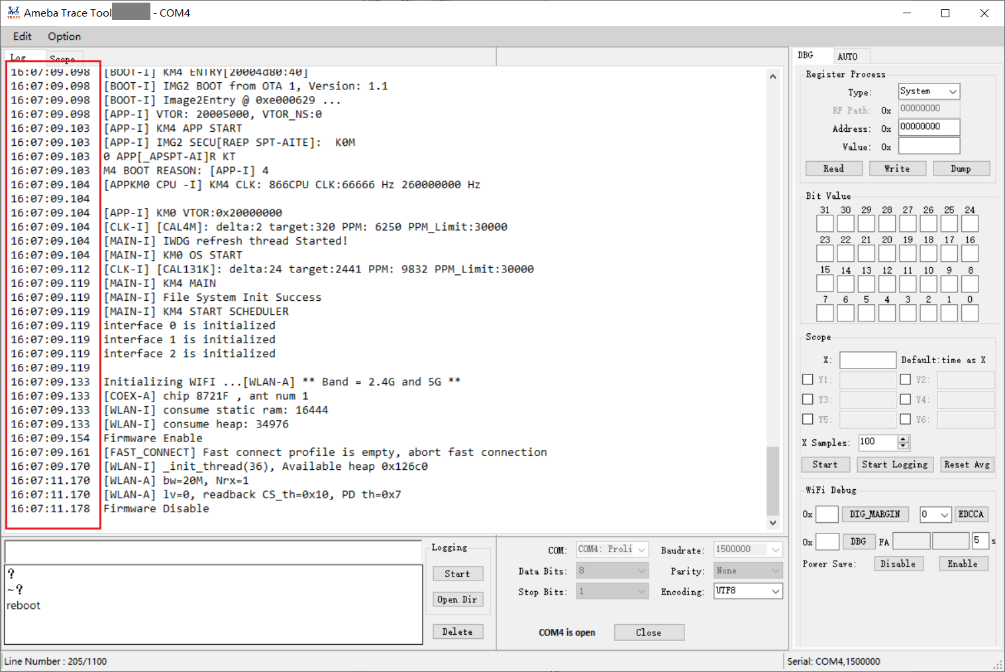 Ameba Trace Tool - COM4
Edit Option
Log Scope
16:07:09.098 [BOOT-I] KM4 ENTRY[20004d80:40]
16:07:09.098 [BOOT-I] IMG2 BOOT from OTA 1, Version: 1.1
16:07:09.098 [BOOT-I] Image2Entry @ 0xe000629 ...
16:07:09.098 [APP-I] VTOR: 20005000, VTOR_NS:0
16:07:09.103 [APP-I] KM4 APP START
16:07:09.103 [APP-I] IMG2 SECU[RAEP SPT-AITE]:  K0M
16:07:09.103 0 APP[_APSPT-AI]R KT
16:07:09.103 M4 BOOT REASON: [APP-I] 4
16:07:09.104 [APPKM0 CPU -I] KM4 CLK: 866CPU CLK:66666 Hz 260000000 Hz
16:07:09.104
16:07:09.104 [APP-I] KM0 VTOR:0x20000000
16:07:09.104 [CLK-I] [CAL4M]: delta:2 target:320 PPM: 6250 PPM_Limit:30000
16:07:09.104 [MAIN-I] IWDG refresh thread Started!
16:07:09.104 [MAIN-I] KM0 OS START
16:07:09.112 [CLK-I] [CAL131K]: delta:24 target:2441 PPM: 9832 PPM_Limit:30000
16:07:09.119 [MAIN-I] KM4 MAIN
16:07:09.119 [MAIN-I] File System Init Success
16:07:09.119 [MAIN-I] KM4 START SCHEDULER
16:07:09.119 interface 0 is initialized
16:07:09.119 interface 1 is initialized
16:07:09.119 interface 2 is initialized
16:07:09.119
16:07:09.133 Initializing WIFI ...[WLAN-A] ** Band = 2.4G and 5G **
16:07:09.133 [COEX-A] chip 8721F , ant num 1
16:07:09.133 [WLAN-I] consume static ram: 16444
16:07:09.133 [WLAN-I] consume heap: 34976
16:07:09.154 Firmware Enable
16:07:09.161 [FAST_CONNECT] Fast connect profile is empty, abort fast connection
16:07:09.170 [WLAN-I] _init_thread(36), Available heap 0x126c0
16:07:11.170 [WLAN-A] bw=20M, Nrx=1
16:07:11.170 [WLAN-A] lv=0, readback CS_th=0x10, PD th=0x7
16:07:11.178 Firmware Disable
?
~?
reboot
Logging
Start
Open Dir
Delete
COM: COM4: Proli Baudrate: 1500000
Data Bits: 8 Parity: None
Stop Bits: 1 Encoding: UTF8
COM4 is open Close
DBG AUTO
Register Process
Type: System
RF Path: 0x 00000000
Address: 0x 00000000
Value: 0x
Read Write Dump
Bit Value
31 30 29 28 27 26 25 24
23 22 21 20 19 18 17 16
15 14 13 12 11 10 9 8
7 6 5 4 3 2 1 0
Scope
X: Default:time as X
Y1: Y2:
Y3: Y4:
Y5: Y6:
X Samples: 100
Start Start Logging Reset Avg
WiFi Debug
0x DIG_MARGIN 0 EDCCA
0x DBG FA 5 s
Power Save: Disable Enable
Line Number : 205/1100
Serial: COM4,1500000